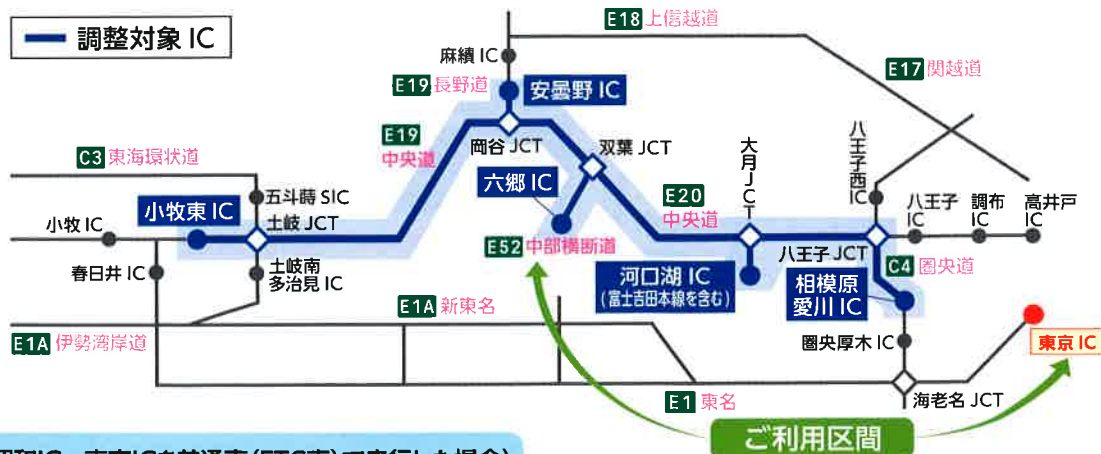 調整対象 IC
E18 上信越道
麻績 IC
E17 関越道
E19 長野道
安曇野 IC
E19
中央道
岡谷 JCT
双葉 JCT
大月JCT
八王子西IC
C3 東海環状道
五斗蒔 SIC
六郷 IC
E20
中央道
小牧東 IC
土岐 JCT
八王子
IC
調布
IC
高井戸
IC
小牧 IC
E52 中部横断道
八王子 JCT
春日井 IC
土岐南
多治見 IC
河口湖 IC
(富士吉田本線を含む)
C4 圏央道
相模原
愛川 IC
E1A 新東名
E1A 伊勢湾岸道
圏央厚木 IC
東京 IC
E1 東名
海老名 JCT
ご利用区間